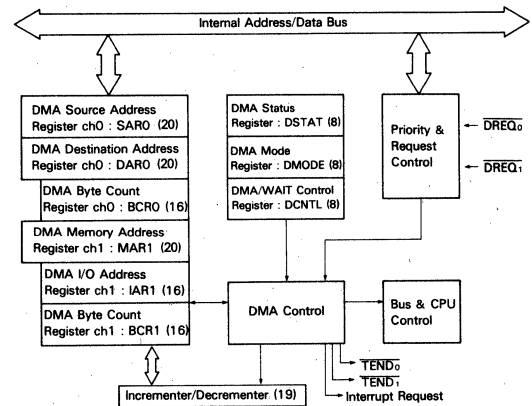 Internal Address/Data Bus
DMA Source Address
Register ch0 : SAR0 (20)
DMA Destination Address
Register ch0 : DAR0 (20)
DMA Byte Count
Register ch0 : BCR0 (16)
DMA Memory Address
Register ch1 : MAR1 (20)
DMA I/O Address
Register ch1 : IAR1 (16)
DMA Byte Count
Register ch1 : BCR1 (16)
Incrementer/Decrementer (19)
DMA Status
Register : DSTAT (8)
DMA Mode
Register : DMODE (8)
DMA/WAIT Control
Register : DCNTL (8)
DMA Control
Priority &
Request
Control
DREQ0
DREQ1
Bus & CPU
Control
TEND0
TEND1
Interrupt Request